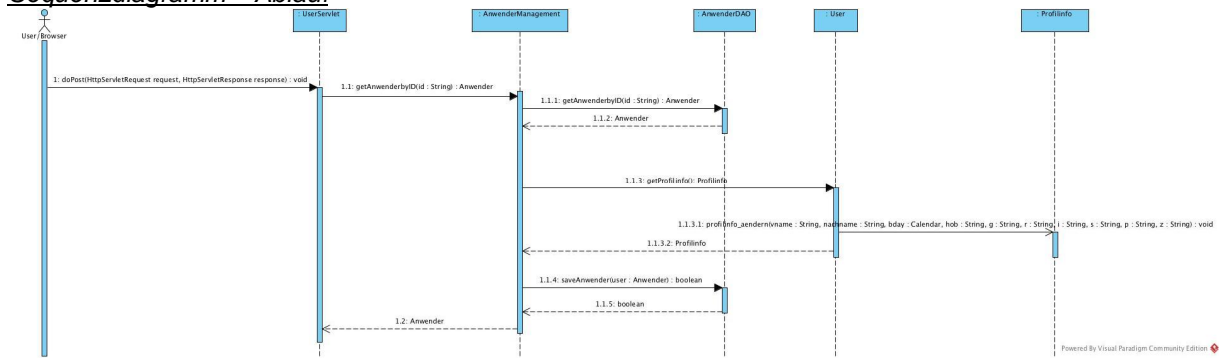 Sequenzdiagramm - Ablauf
: UserServlet
: AnwenderManagement
: AnwenderDAO
: User
: Profilinfo
User/Browser
1: doPost(HttpServletRequest request, HttpServletResponse response) : void
1.1: getAnwenderbyID(id : String) : Anwender
1.1.1: getAnwenderbyID(id : String) : Anwender
1.1.2: Anwender
1.1.3: getProfilinfo(): Profilinfo
1.1.3.1: profilinfo_aendern(vname : String, nachname : String, bday : Calendar, hob : String, g : String, r : String, i : String, s : String, p : String, z : String) : void
1.1.3.2: Profilinfo
1.1.4: saveAnwender(user : Anwender) : boolean
1.1.5: boolean
1.2: Anwender
Powered By Visual Paradigm Community Edition